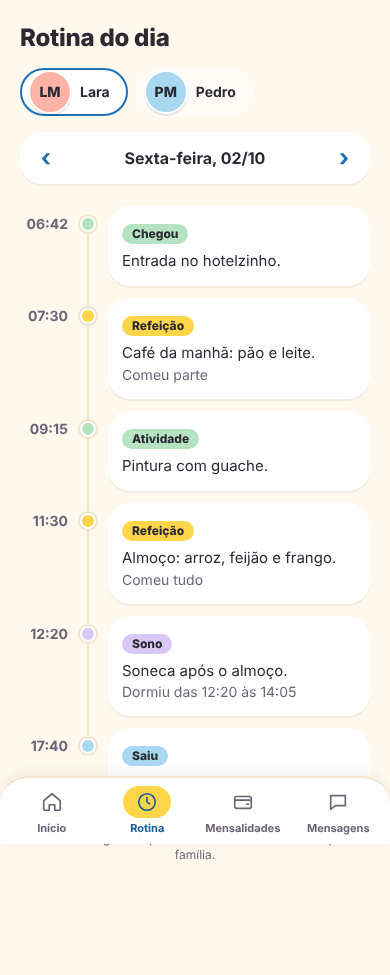 Rotina do dia
LM Lara PM Pedro
‹ Sexta-feira, 02/10 ›
06:42 Chegou
Entrada no hotelzinho.
07:30 Refeição
Café da manhã: pão e leite.
Comeu parte
09:15 Atividade
Pintura com guache.
11:30 Refeição
Almoço: arroz, feijão e frango.
Comeu tudo
12:20 Sono
Soneca após o almoço.
Dormiu das 12:20 às 14:05
17:40 Saiu
Início Rotina Mensalidades Mensagens
família.